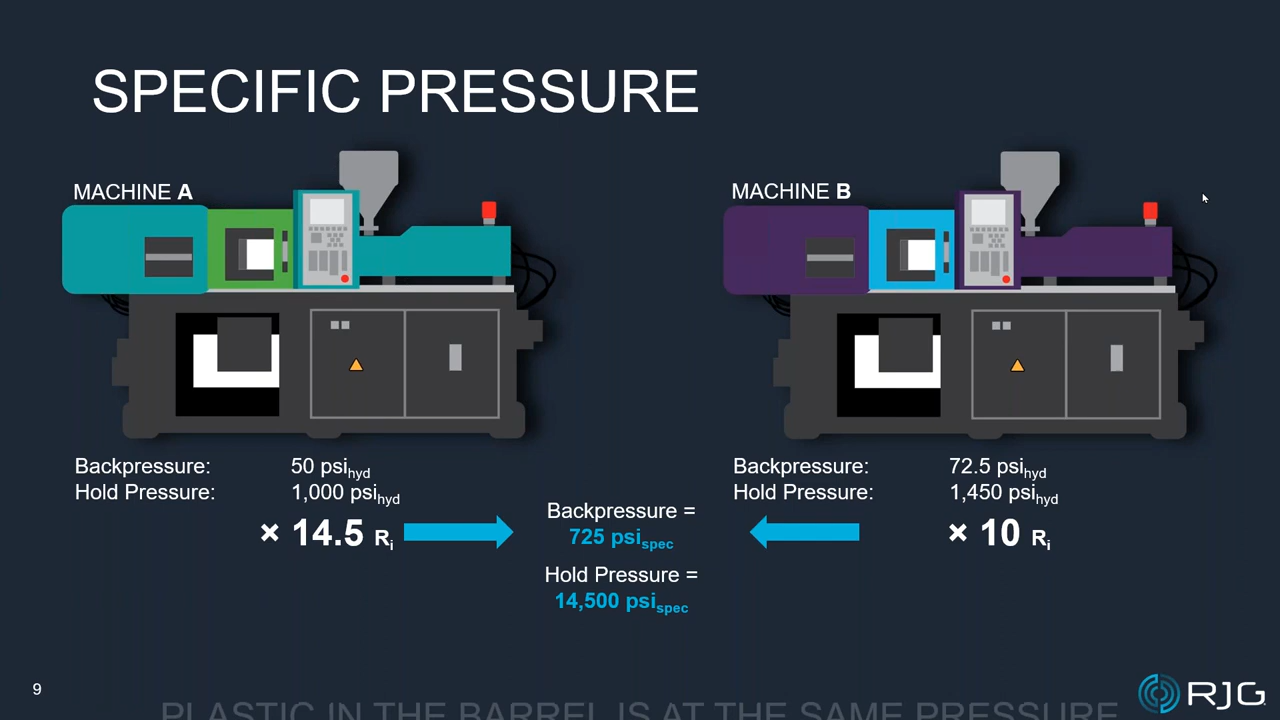 SPECIFIC PRESSURE
MACHINE A
MACHINE B
Backpressure: 50 psihyd
Hold Pressure: 1,000 psihyd
× 14.5 Ri
Backpressure: 72.5 psihyd
Hold Pressure: 1,450 psihyd
× 10 Ri
Backpressure =
725 psispec
Hold Pressure =
14,500 psispec
9
PLASTIC IN THE BARREL IS AT THE SAME PRESSURE
RJG